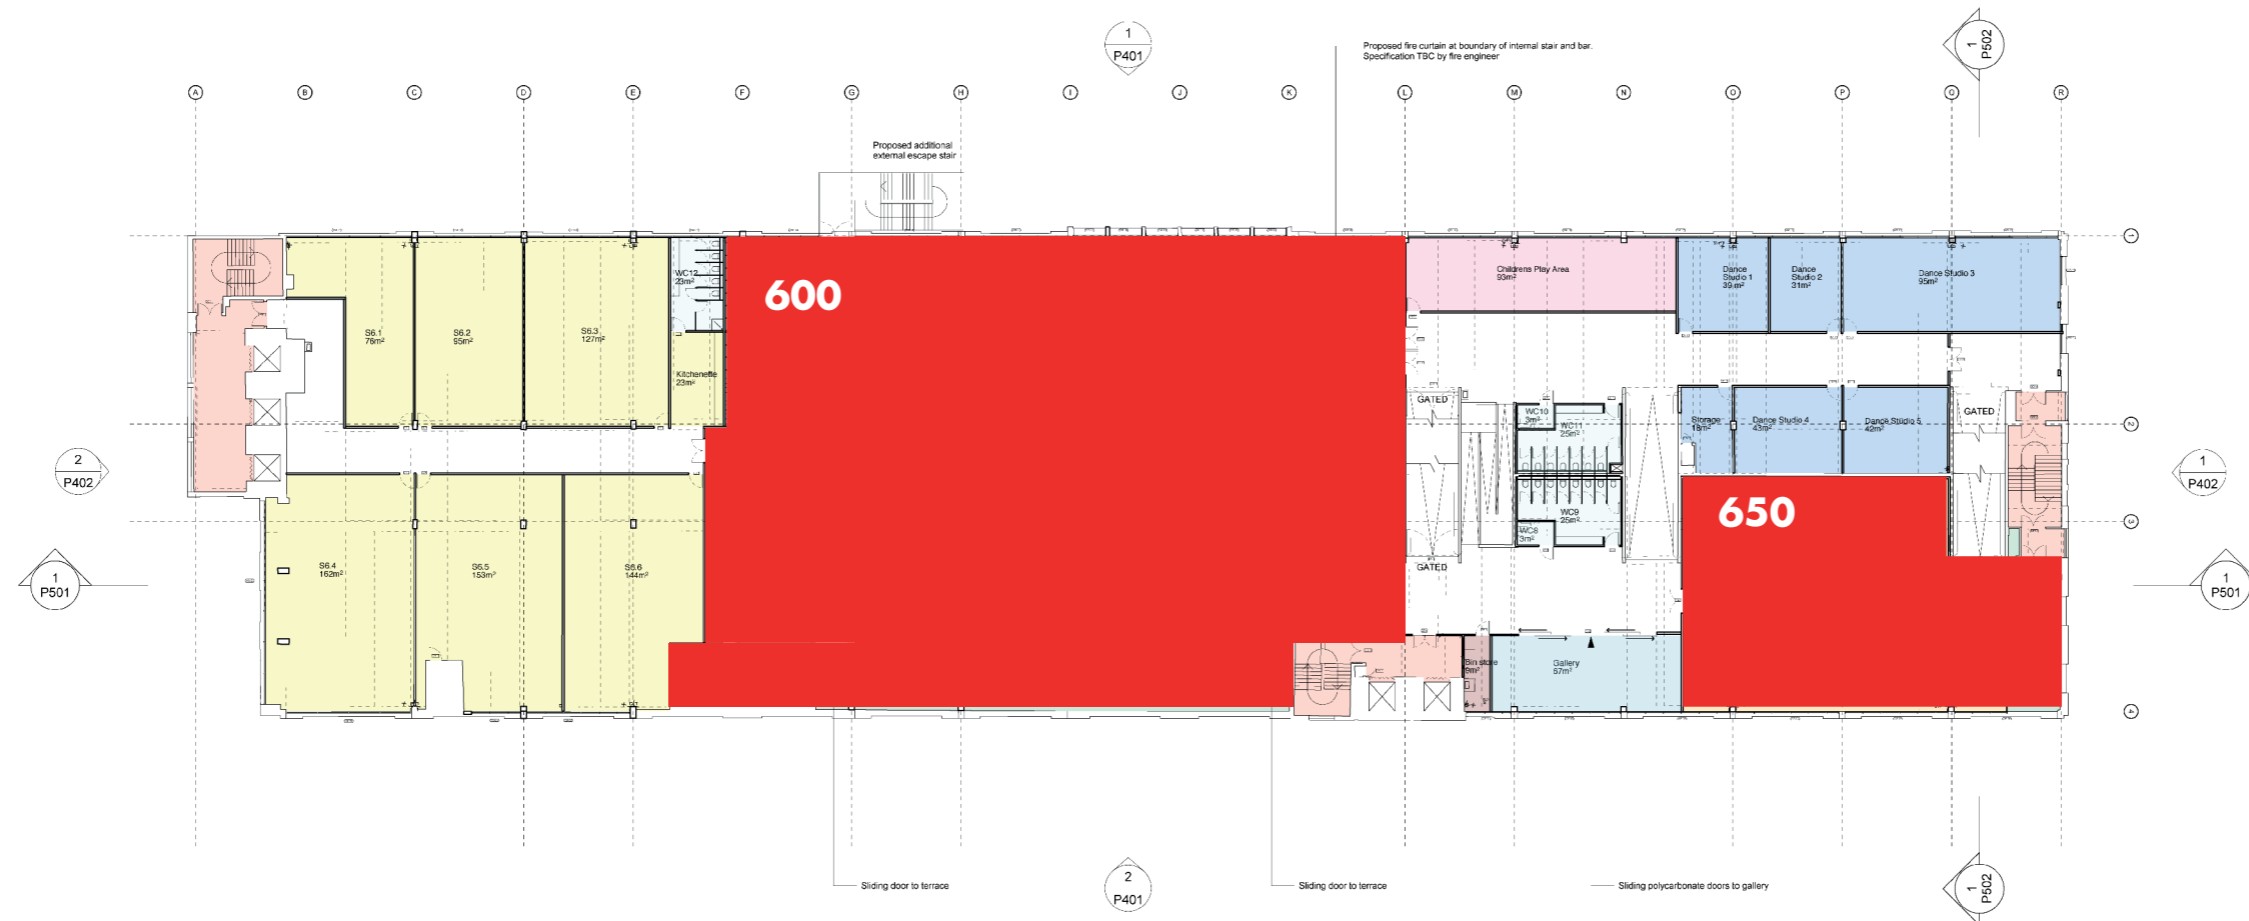 1
P401
Proposed fire curtain at boundary of internal stair and bar.
Specification TBC by fire engineer
1
P502
A
B
C
D
E
F
G
H
I
J
K
L
M
N
O
P
Q
R
Proposed additional
external escape stair
1
600
WC12
23m²
Childrens Play Area
93m²
Dance
Studio 1
39 m²
Dance
Studio 2
31m²
Dance Studio 3
95m²
S6.1
76m²
S6.2
95m²
S6.3
127m²
Kitchenette
23m²
GATED
WC10
3m²
WC11
25m²
Storage
18m²
Dance Studio 4
43m²
Dance Studio 5
42m²
GATED
2
2
P402
1
P402
650
WC9
25m²
WC8
3m²
3
S6.4
162m²
S6.5
153m²
S6.6
144m²
GATED
1
P501
1
P501
Bin store
9m²
Gallery
57m²
4
Sliding door to terrace
2
P401
Sliding door to terrace
Sliding polycarbonate doors to gallery
1
P502